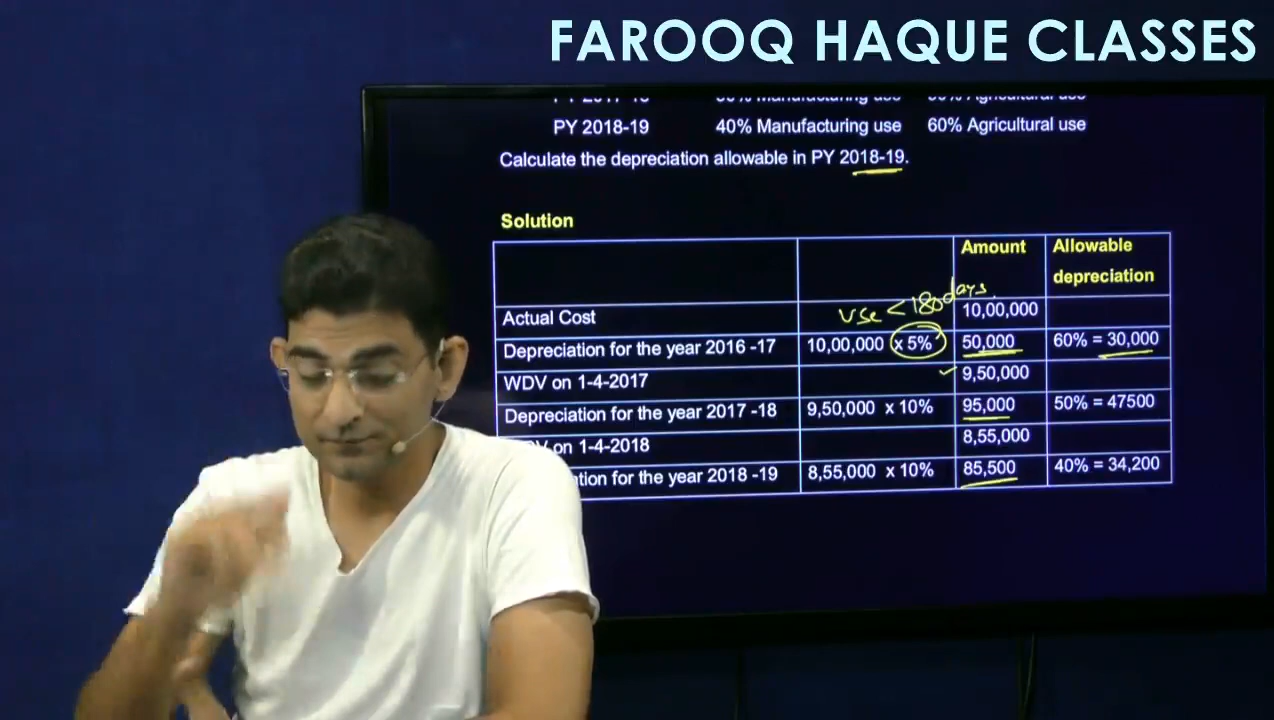 FAROOQ HAQUE CLASSES
PY 2018-19 40% Manufacturing use 60% Agricultural use
Calculate the depreciation allowable in PY 2018-19.
Solution
Amount Allowable depreciation
use < 180 days
Actual Cost 10,00,000
Depreciation for the year 2016 -17 10,00,000 x 5% 50,000 60% = 30,000
WDV on 1-4-2017 9,50,000
Depreciation for the year 2017 -18 9,50,000 x 10% 95,000 50% = 47500
on 1-4-2018 8,55,000
for the year 2018 -19 8,55,000 x 10% 85,500 40% = 34,200